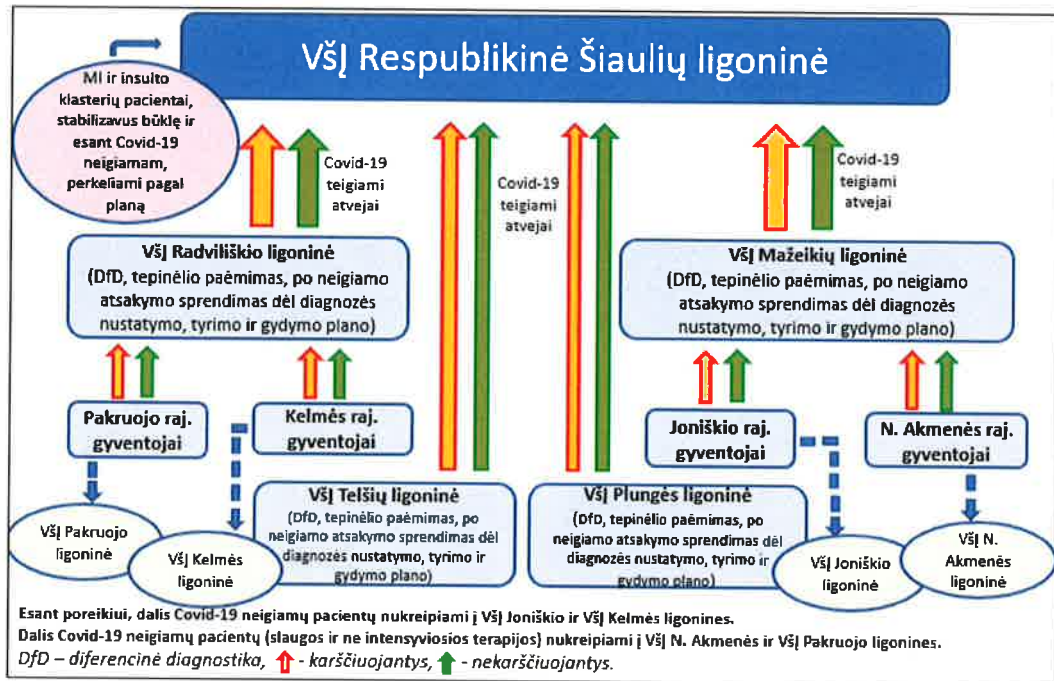 VšĮ Respublikinė Šiaulių ligoninė
MI ir insulto
klasterių pacientai,
stabilizavus būklę ir
esant Covid-19
neigiamam,
perkeliami pagal
planą
Covid-19
teigiami
atvejai
Covid-19
teigiami
atvejai
Covid-19
teigiami
atvejai
VšĮ Radviliškio ligoninė
(DfD, tepinėlio paėmimas, po neigiamo
atsakymo sprendimas dėl diagnozės
nustatymo, tyrimo ir gydymo plano)
VšĮ Mažeikių ligoninė
(DfD, tepinėlio paėmimas, po neigiamo
atsakymo sprendimas dėl diagnozės
nustatymo, tyrimo ir gydymo plano)
Pakruojo raj.
gyventojai
Kelmės raj.
gyventojai
Joniškio raj.
gyventojai
N. Akmenės raj.
gyventojai
VšĮ Pakruojo
ligoninė
VšĮ Kelmės
ligoninė
VšĮ Telšių ligoninė
(DfD, tepinėlio paėmimas, po
neigiamo atsakymo sprendimas dėl
diagnozės nustatymo, tyrimo ir
gydymo plano)
VšĮ Plungės ligoninė
(DfD, tepinėlio paėmimas, po
neigiamo atsakymo sprendimas dėl
diagnozės nustatymo, tyrimo ir
gydymo plano)
VšĮ Joniškio
ligoninė
VšĮ N.
Akmenės
ligoninė
Esant poreikiui, dalis Covid-19 neigiamų pacientų nukreipiami į VšĮ Joniškio ir VšĮ Kelmės ligonines.
Dalis Covid-19 neigiamų pacientų (slaugos ir ne intensyviosios terapijos) nukreipiami į VšĮ N. Akmenės ir VšĮ Pakruojo ligonines.
DfD – diferencinė diagnostika, - karščiuojantys, - nekarščiuojantys.